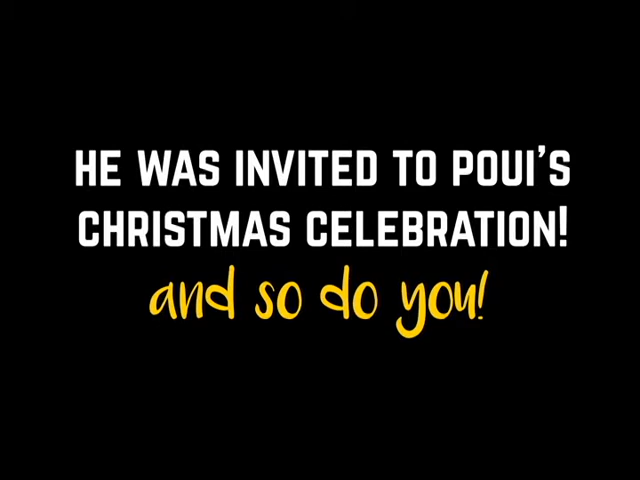 HE WAS INVITED TO POUI'S
CHRISTMAS CELEBRATION!
and so do you!